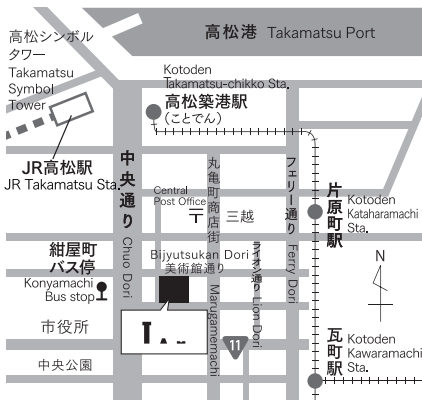 高松港 Takamatsu Port
高松シンボル
タワー
Takamatsu
Symbol
Tower
Kotoden
Takamatsu-chikko Sta.
高松築港駅
（ことでん）
JR高松駅
JR Takamatsu Sta.
中央通り Chuo Dori
丸亀町商店街 Marugamemachi
フェリー通り Ferry Dori
片原町駅
Kotoden
Kataharamachi
Sta.
Central
Post Office
〒
三越
紺屋町
バス停
Konyamachi
Bus stop
Bijyutsukan Dori
美術館通り
ライオン通り Lion Dori
N
市役所
11
瓦町駅
Kotoden
Kawaramachi
Sta.
中央公園